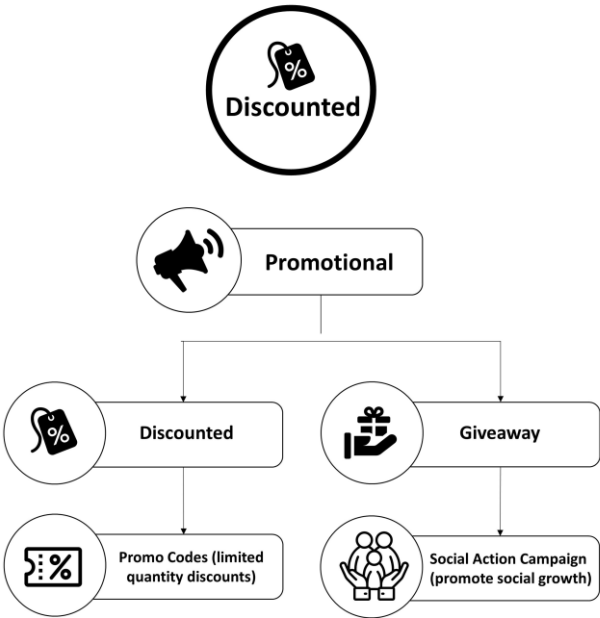 Discounted
Promotional
Discounted
Giveaway
Promo Codes (limited
quantity discounts)
Social Action Campaign
(promote social growth)